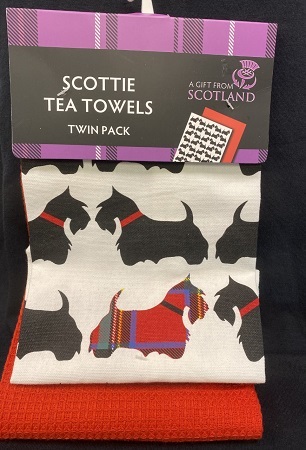 SCOTTIE
TEA TOWELS
TWIN PACK
A GIFT FROM
SCOTLAND